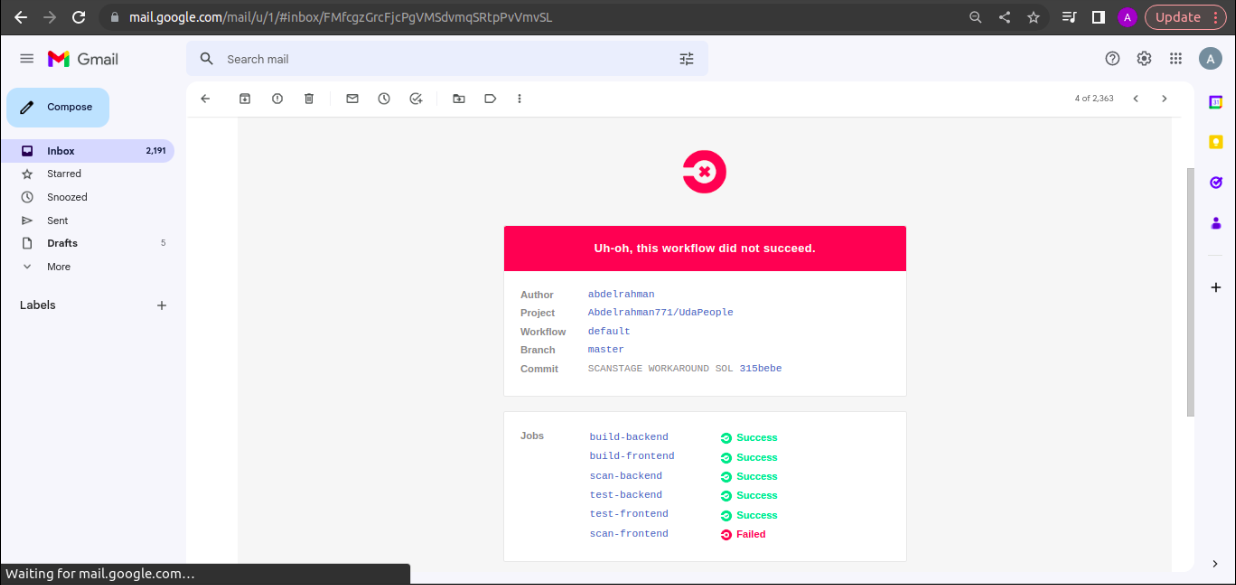 mail.google.com/mail/u/1/#inbox/FMfcgzGrcFjcPgVMSdvmqSRtpPvVmvSL
A
Update
Gmail
Search mail
A
Compose
4 of 2,363
Inbox 2,191
Starred
Snoozed
Sent
Drafts 5
More
Labels
Uh-oh, this workflow did not succeed.
Author abdelrahman
Project Abdelrahman771/UdaPeople
Workflow default
Branch master
Commit SCANSTAGE WORKAROUND SOL 315bebe
Jobs build-backend Success
build-frontend Success
scan-backend Success
test-backend Success
test-frontend Success
scan-frontend Failed
Waiting for mail.google.com...
31